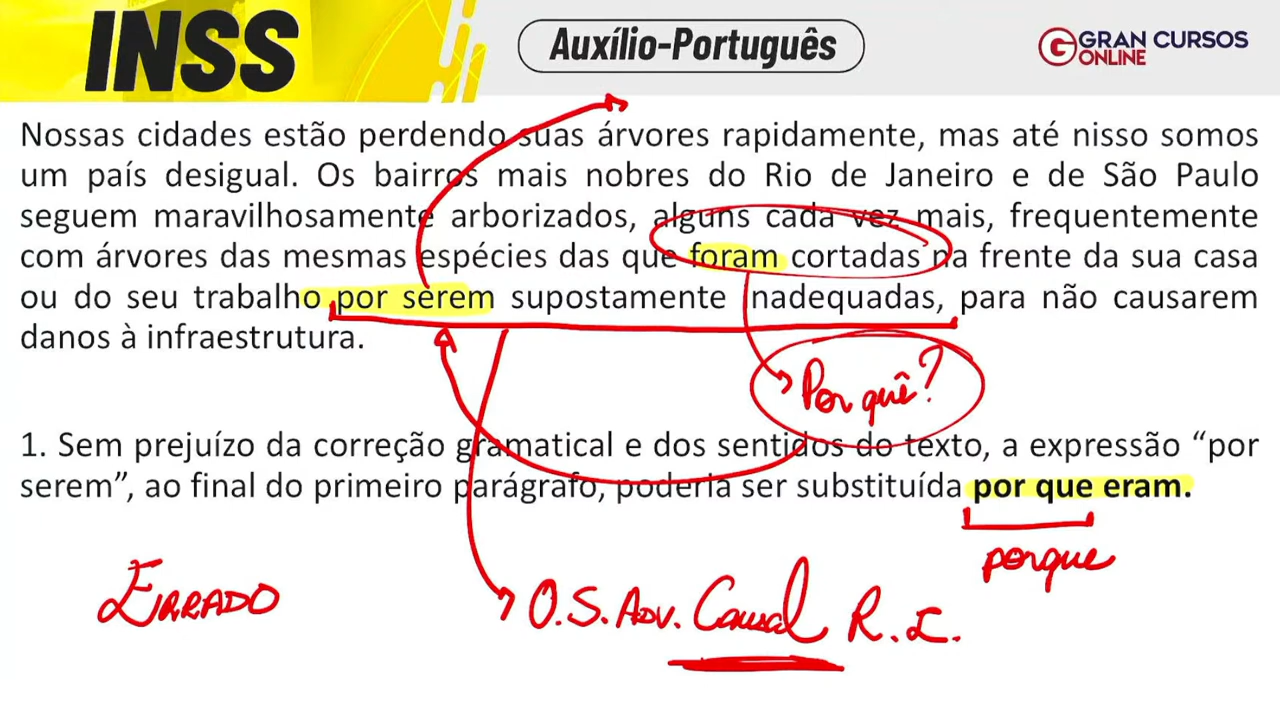 INSS
Auxílio-Português
GRAN CURSOS
ONLINE
Nossas cidades estão perdendo suas árvores rapidamente, mas até nisso somos
um país desigual. Os bairros mais nobres do Rio de Janeiro e de São Paulo
seguem maravilhosamente arborizados, alguns cada vez mais, frequentemente
com árvores das mesmas espécies das que foram cortadas na frente da sua casa
ou do seu trabalho por serem supostamente inadequadas, para não causarem
danos à infraestrutura.
Por quê?
1. Sem prejuízo da correção gramatical e dos sentidos do texto, a expressão “por
serem”, ao final do primeiro parágrafo, poderia ser substituída por que eram.
porque
ERRADO
O.S. ADV. Causal R.I.